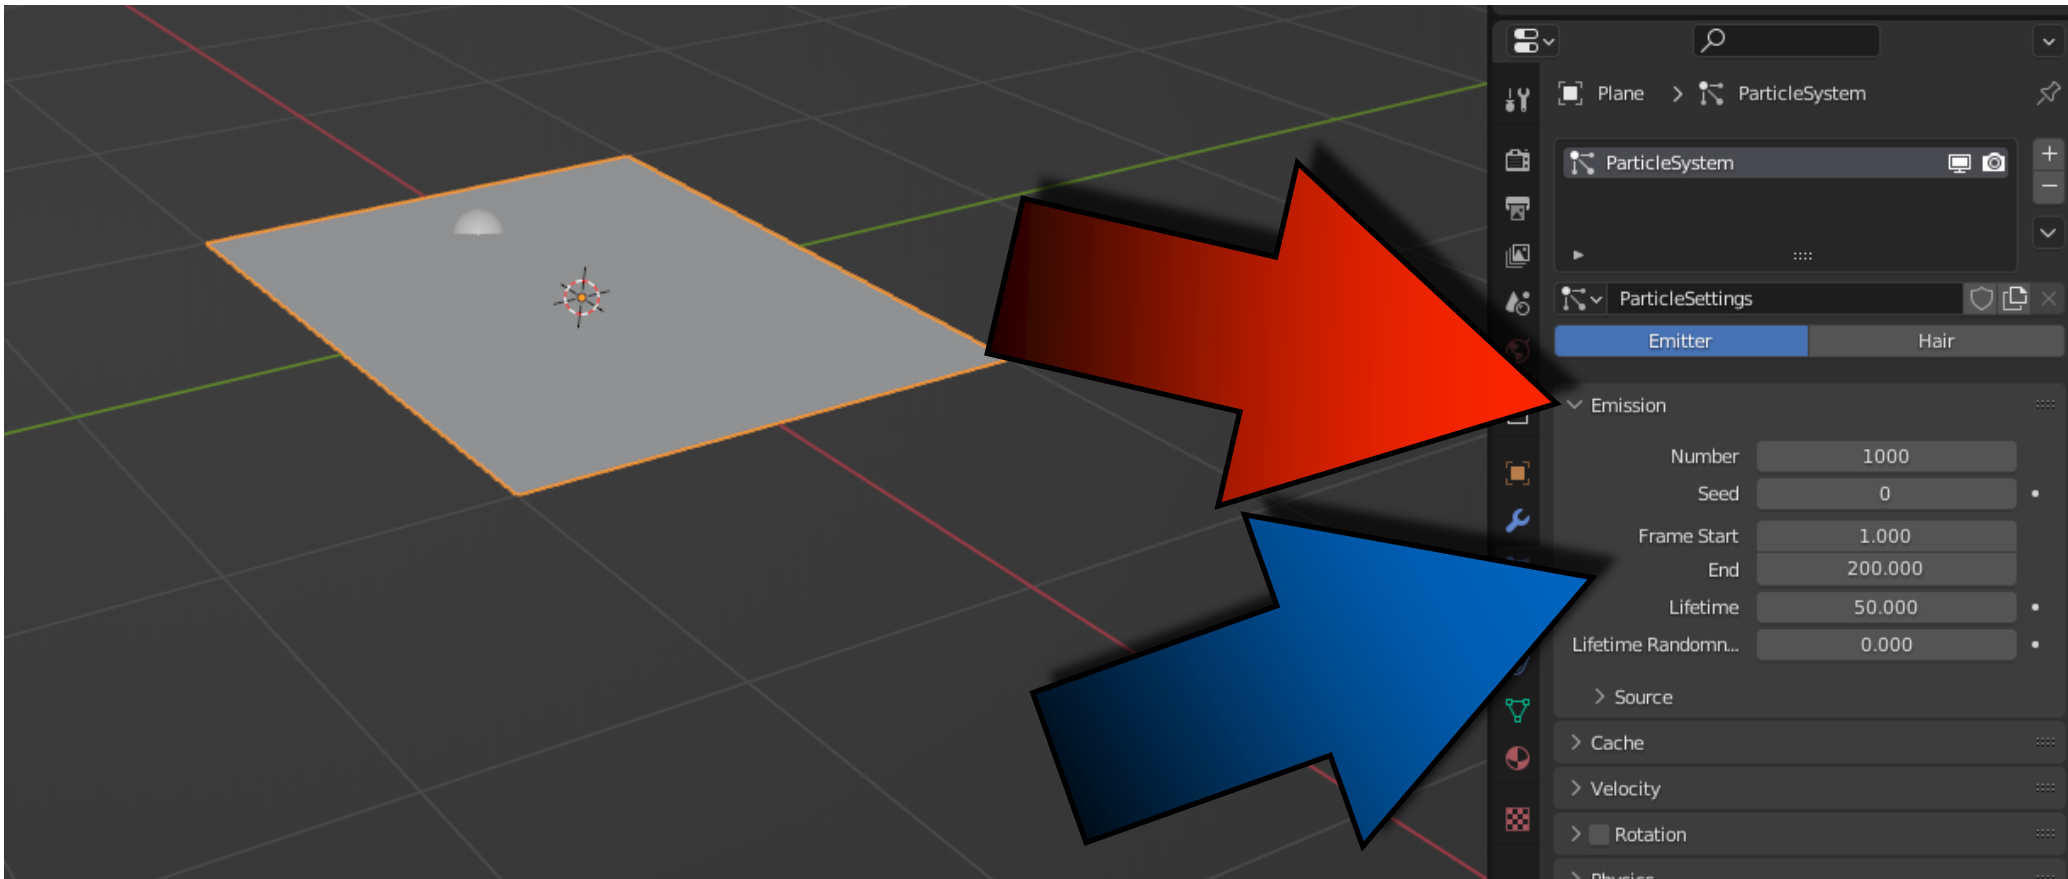 Plane > ParticleSystem
ParticleSystem
ParticleSettings
Emitter Hair
Emission
Number 1000
Seed 0
Frame Start 1.000
End 200.000
Lifetime 50.000
Lifetime Randomn... 0.000
Source
Cache
Velocity
Rotation
Physics